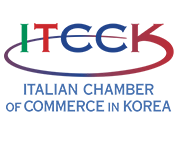 ITCCK
ITALIAN CHAMBER
OF COMMERCE IN KOREA